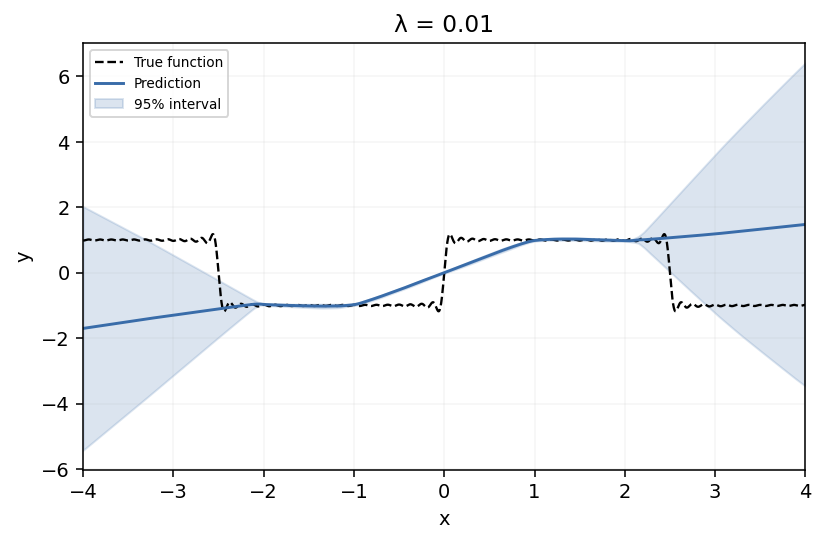 λ = 0.01
True function
Prediction
95% interval
6
4
2
0
−2
−4
−6
y
−4 −3 −2 −1 0 1 2 3 4
x